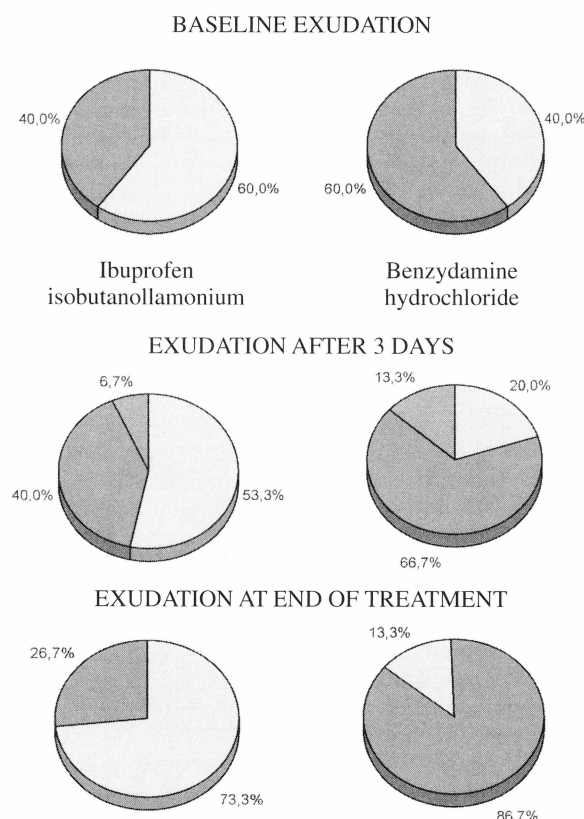 BASELINE EXUDATION
40,0%
60,0%
40,0%
60,0%
Ibuprofen
isobutanollamonium
Benzydamine
hydrochloride
EXUDATION AFTER 3 DAYS
6,7%
40,0%
53,3%
13,3%
20,0%
66,7%
EXUDATION AT END OF TREATMENT
26,7%
73,3%
13,3%
86,7%